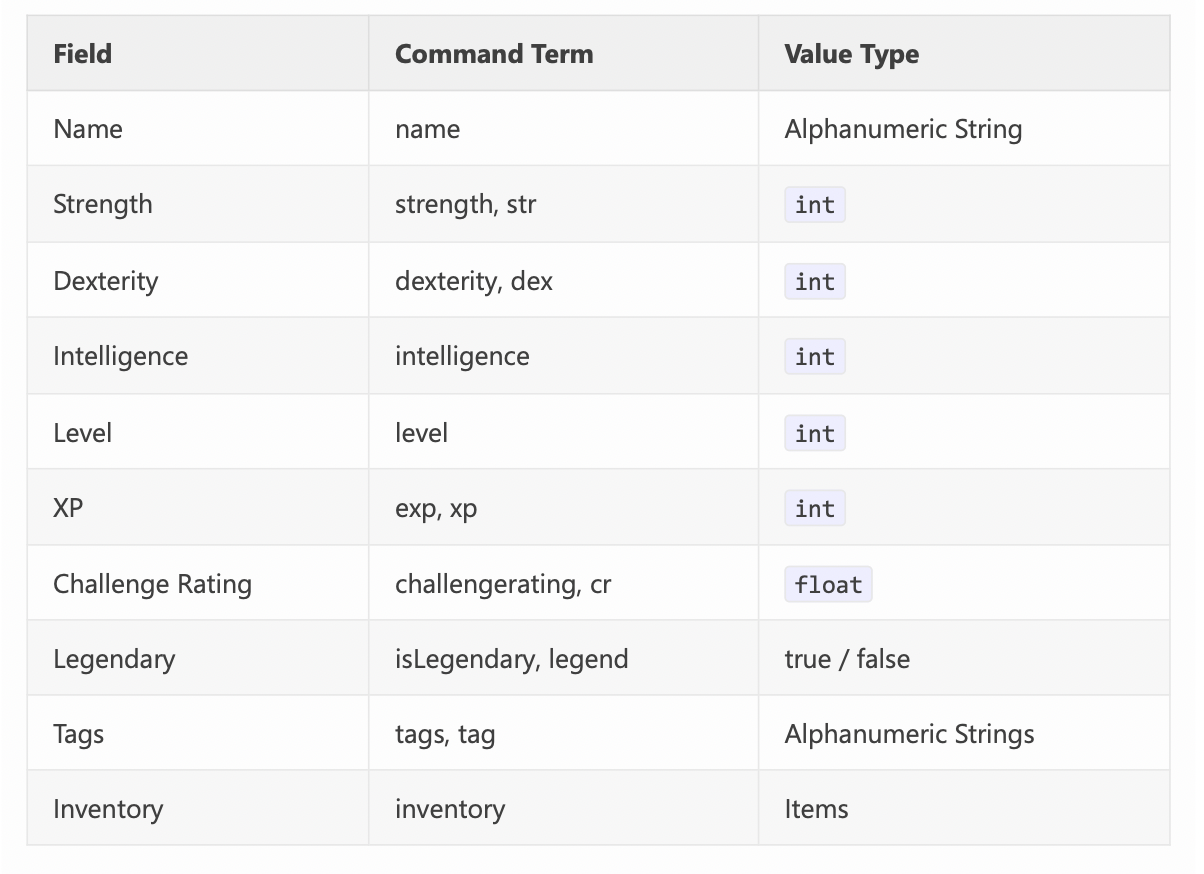 Field Command Term Value Type
Name name Alphanumeric String
Strength strength, str int
Dexterity dexterity, dex int
Intelligence intelligence int
Level level int
XP exp, xp int
Challenge Rating challengerating, cr float
Legendary isLegendary, legend true / false
Tags tags, tag Alphanumeric Strings
Inventory inventory Items